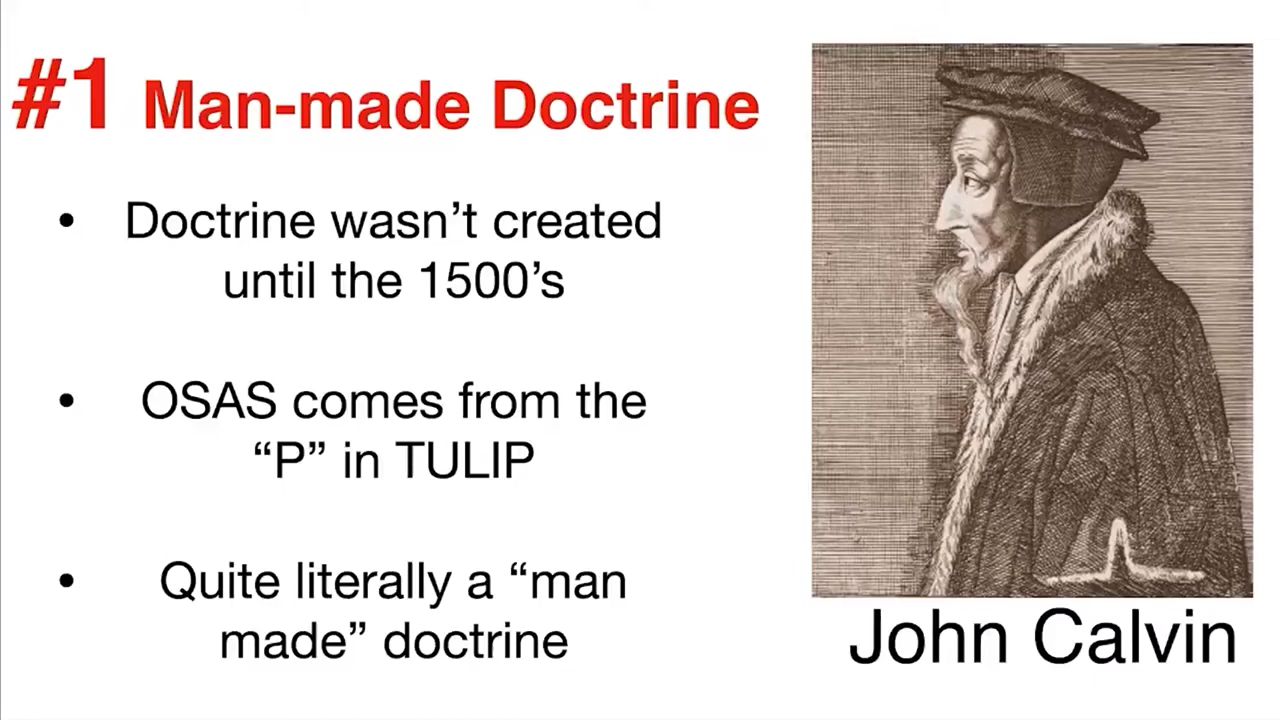 #1 Man-made Doctrine
• Doctrine wasn’t created
until the 1500’s
• OSAS comes from the
“P” in TULIP
• Quite literally a “man
made” doctrine
John Calvin